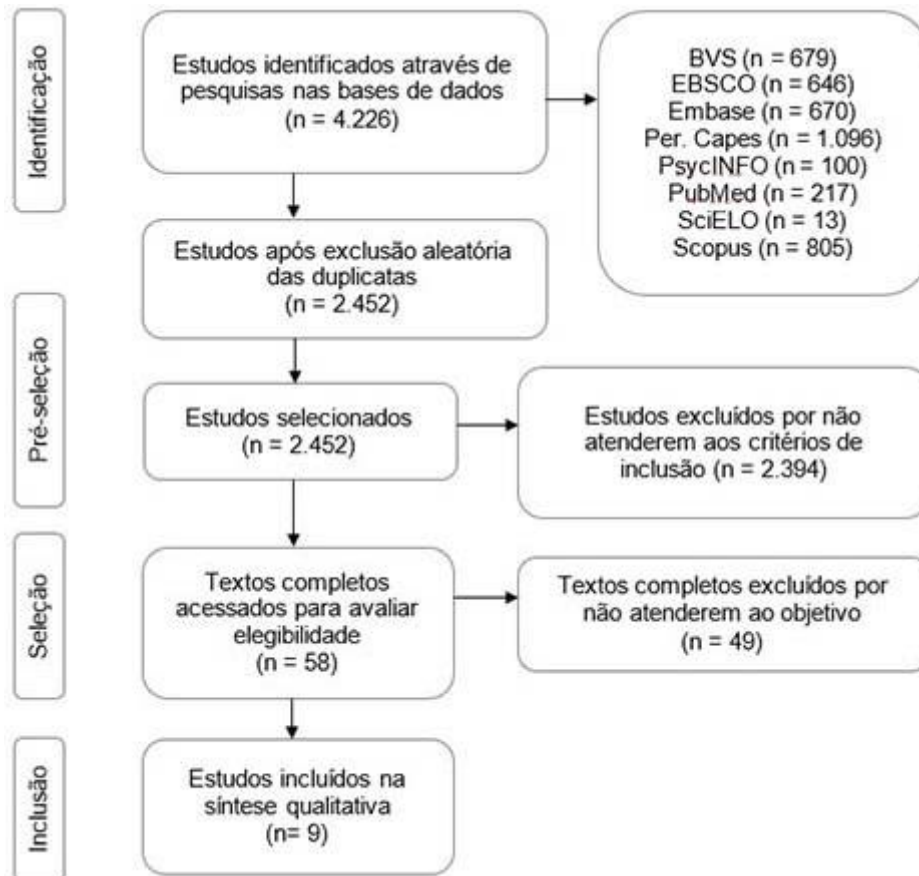 Identificação
Estudos identificados através de
pesquisas nas bases de dados
(n = 4.226)
BVS (n = 679)
EBSCO (n = 646)
Embase (n = 670)
Per. Capes (n = 1.096)
PsycINFO (n = 100)
PubMed (n = 217)
SciELO (n = 13)
Scopus (n = 805)
Estudos após exclusão aleatória
das duplicatas
(n = 2.452)
Pré-seleção
Estudos selecionados
(n = 2.452)
Estudos excluídos por não
atenderem aos critérios de
inclusão (n = 2.394)
Seleção
Textos completos
acessados para avaliar
elegibilidade
(n = 58)
Textos completos excluídos por
não atenderem ao objetivo
(n = 49)
Inclusão
Estudos incluídos na
síntese qualitativa
(n= 9)